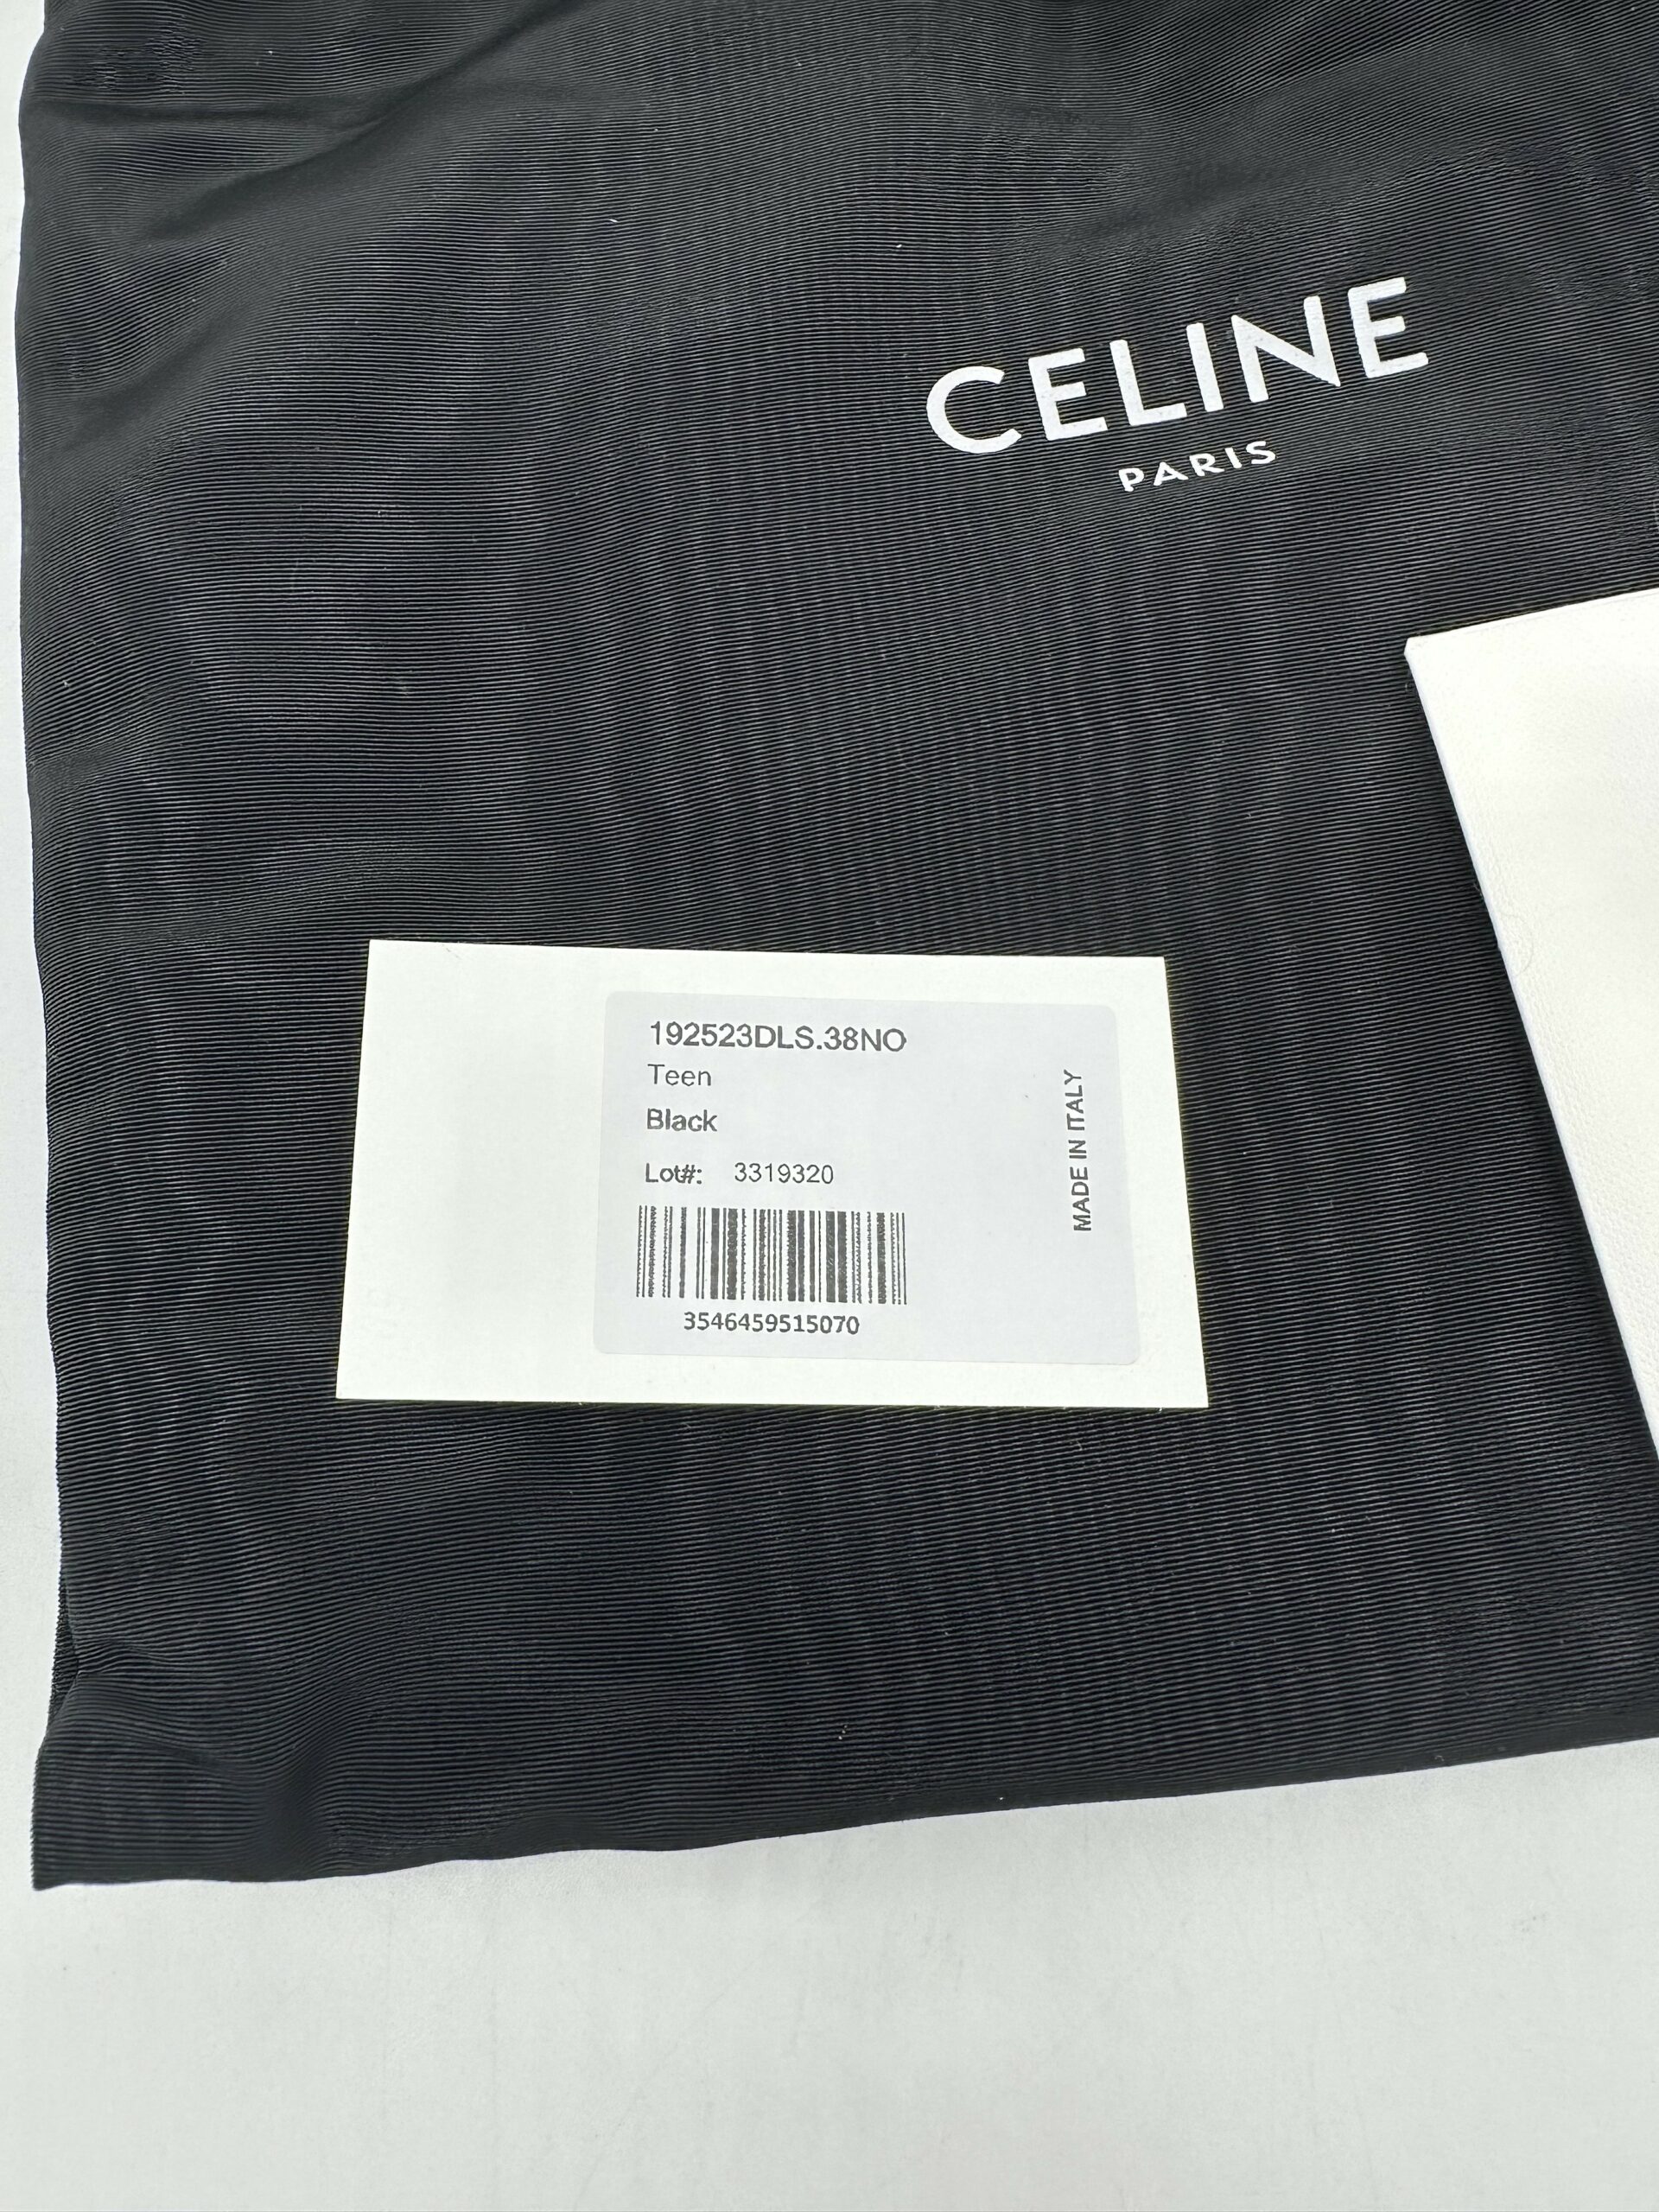 CELINE
PARIS
192523DLS.38NO
Teen
Black
Lot#: 3319320
3546459515070
MADE IN ITALY